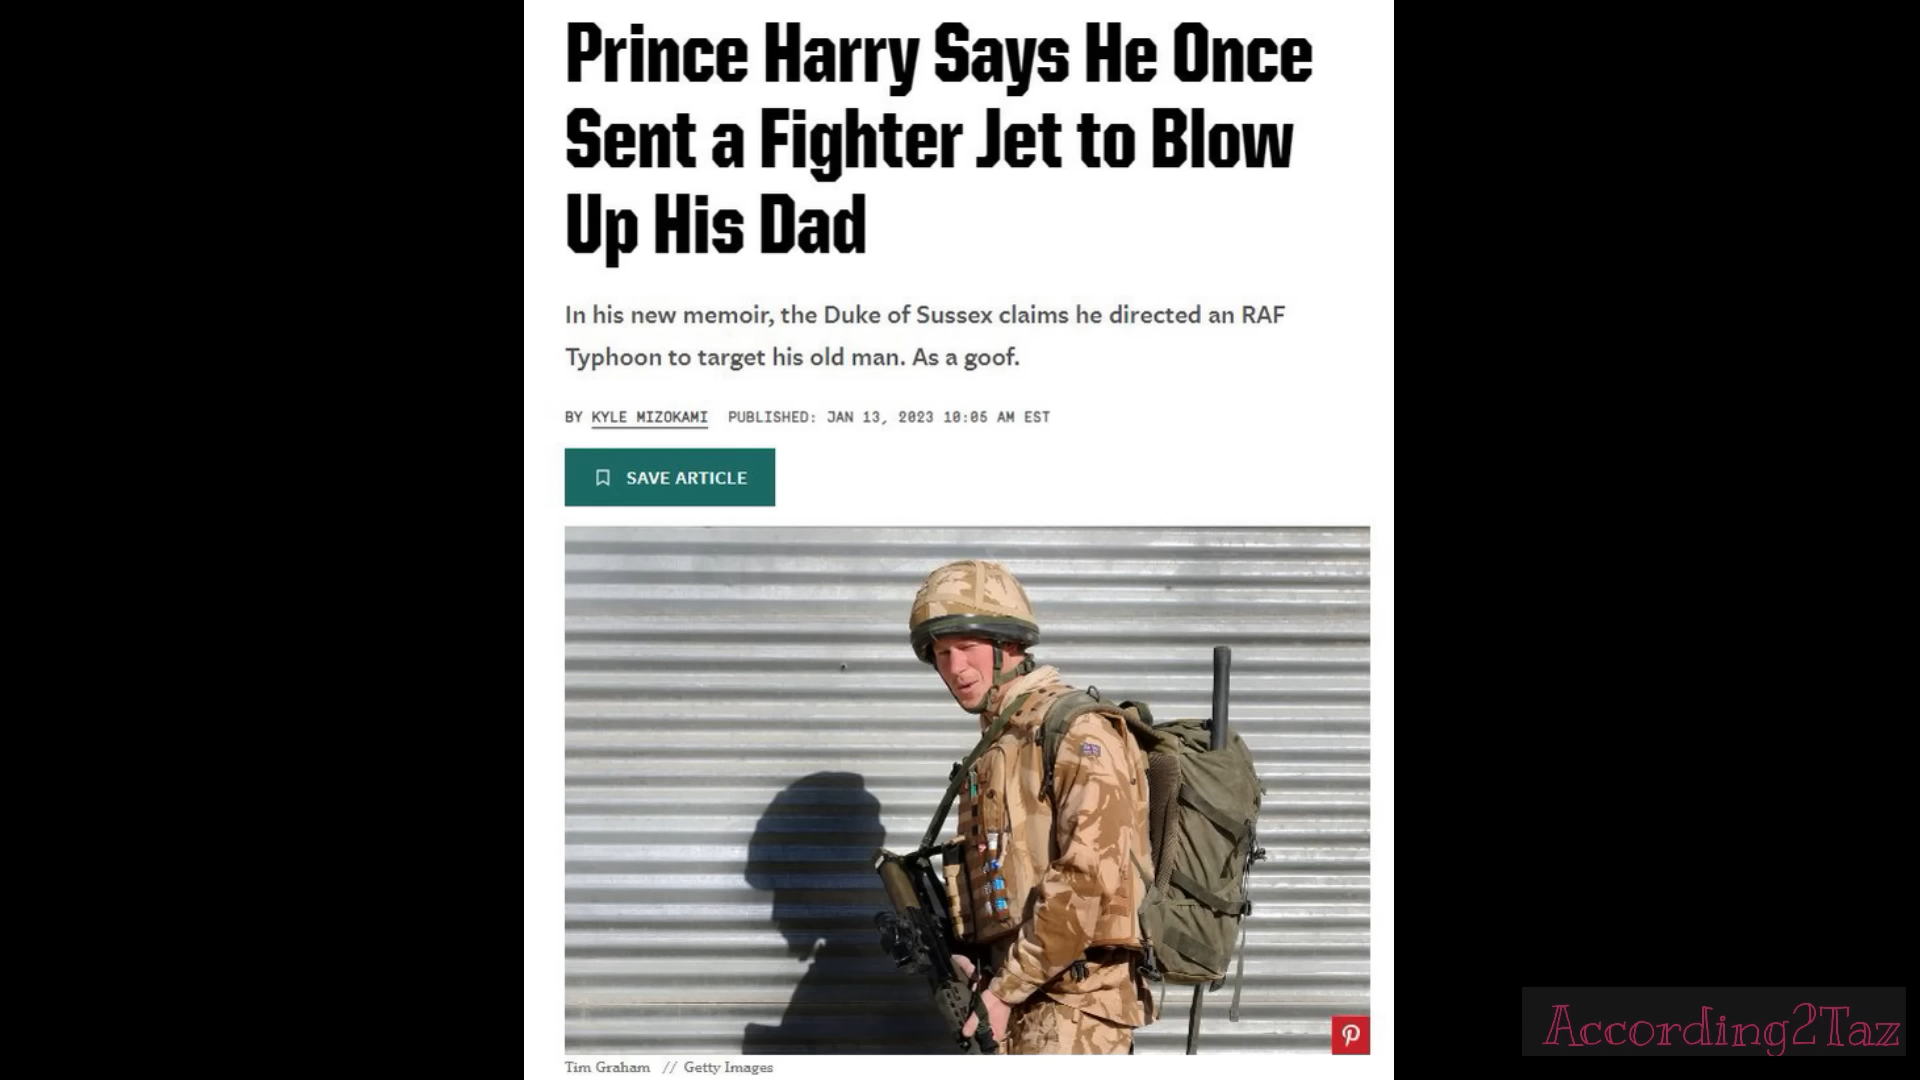 Prince Harry Says He Once
Sent a Fighter Jet to Blow
Up His Dad
In his new memoir, the Duke of Sussex claims he directed an RAF
Typhoon to target his old man. As a goof.
BY KYLE MIZOKAMI PUBLISHED: JAN 13, 2023 10:05 AM EST
SAVE ARTICLE
Tim Graham // Getty Images
According2Taz